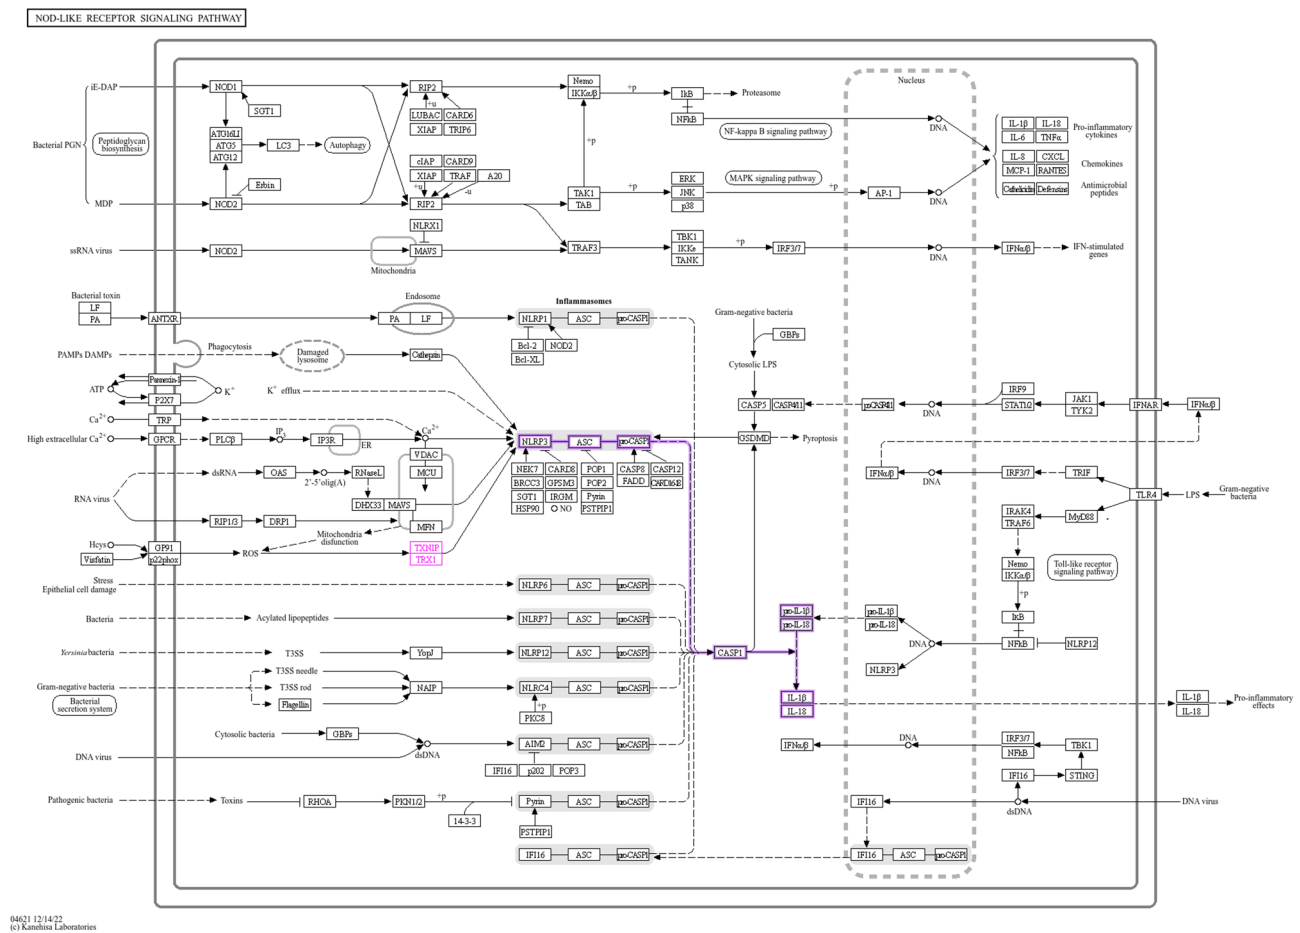 NOD-LIKE RECEPTOR SIGNALING PATHWAY
Nucleus
iE-DAP
NOD1
RIP2
Nemo
IKKα/β
+p
IkB
Proteasome
SGT1
+u
LUBAC
CARD6
XIAP
TRIP6
NFkB
NF-kappa B signaling pathway
DNA
IL-1β
IL-18
IL-6
TNFα
Pro-inflammatory
cytokines
Bacterial PGN
Peptidoglycan
biosynthesis
ATG16L1
ATG5
ATG12
LC3
Autophagy
+p
IL-8
CXCL
MCP-1
RANTES
Chemokines
cIAP
CARD9
XIAP
TRAF
A20
+u
-u
Erbin
MDP
NOD2
RIP2
TAK1
TAB
+p
ERK
JNK
p38
MAPK signaling pathway
+p
AP-1
DNA
Cathelicidin
Defensins
Antimicrobial
peptides
NLRX1
ssRNA virus
NOD2
MAVS
Mitochondria
TRAF3
TBK1
IKKe
TANK
+p
IRF3/7
DNA
IFNα/β
IFN-stimulated
genes
Bacterial toxin
LF
PA
ANTXR
Endosome
PA
LF
Inflammasomes
NLRP1
ASC
pro-CASP1
Bcl-2
NOD2
Bcl-XL
Gram-negative bacteria
GBPs
Cytosolic LPS
PAMPs DAMPs
Phagocytosis
Damaged
lysosome
Cathepsin
Pannexin-1
ATP
P2X7
K+
K+ efflux
CASP5
CASP4/11
pro-CASP4/11
DNA
IRF9
STAT1/2
JAK1
TYK2
IFNAR
IFNα/β
Ca2+
TRP
High extracellular Ca2+
GPCR
PLCβ
IP3
IP3R
ER
Ca2+
NLRP3
ASC
pro-CASP1
GSDMD
Pyroptosis
VDAC
MCU
NEK7
CARD8
POP1
CASP8
CASP12
BRCC3
GPSM3
POP2
FADD
CARD16/18
SGT1
IRGM
Pyrin
HSP90
NO
PSTPIP1
RNA virus
dsRNA
OAS
2'-5'olig(A)
RNaseL
DHX33
MAVS
RIP1/3
DRP1
MFN
Mitochondria
disfunction
IFNα/β
DNA
IRF3/7
TRIF
TLR4
LPS
Gram-negative
bacteria
IRAK4
TRAF6
MyD88
Hcys
Visfatin
GP91
p22phox
ROS
TXNIP
TRX1
Nemo
IKKα/β
+p
Toll-like receptor
signaling pathway
Stress
Epithelial cell damage
NLRP6
ASC
pro-CASP1
Bacteria
Acylated lipopeptides
NLRP7
ASC
pro-CASP1
pro-IL-1β
pro-IL-18
pro-IL-1β
pro-IL-18
IkB
DNA
NFkB
NLRP12
NLRP3
Yersinia bacteria
T3SS
YopJ
NLRP12
ASC
pro-CASP1
CASP1
Gram-negative bacteria
Bacterial
secretion system
T3SS needle
T3SS rod
Flagellin
NAIP
NLRC4
ASC
pro-CASP1
+p
PKCδ
IL-1β
IL-18
IL-1β
IL-18
Pro-inflammatory
effects
Cytosolic bacteria
GBPs
DNA virus
dsDNA
AIM2
ASC
pro-CASP1
IFI16
p202
POP3
IFNα/β
DNA
IRF3/7
NFkB
TBK1
IFI16
STING
Pathogenic bacteria
Toxins
RHOA
PKN1/2
+p
14-3-3
Pyrin
ASC
pro-CASP1
PSTPIP1
IFI16
dsDNA
DNA virus
IFI16
ASC
pro-CASP1
IFI16
ASC
pro-CASP1
04621 12/14/22
(c) Kanehisa Laboratories